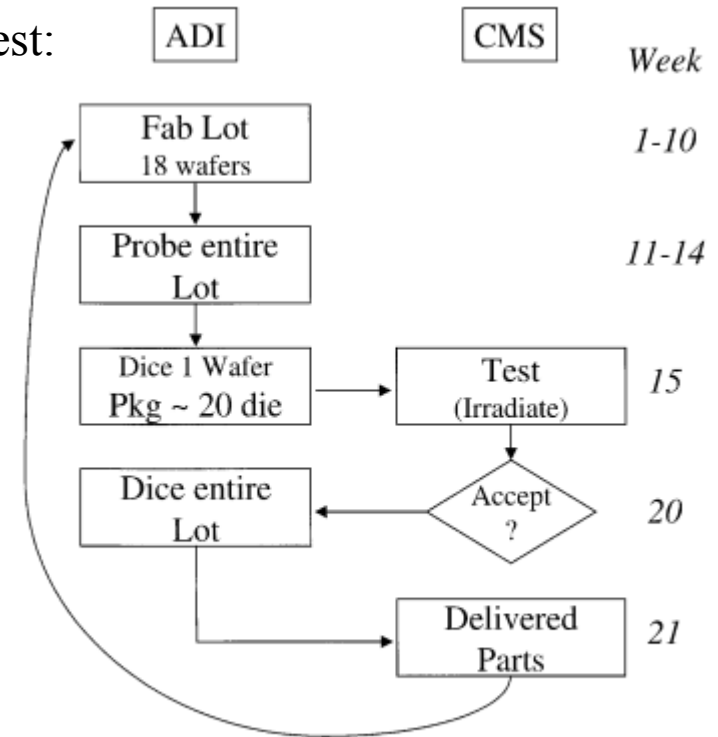 est:
ADI
CMS
Week
Fab Lot
18 wafers
1-10
Probe entire
Lot
11-14
Dice 1 Wafer
Pkg ~ 20 die
Test
(Irradiate)
15
Dice entire
Lot
Accept
?
20
Delivered
Parts
21